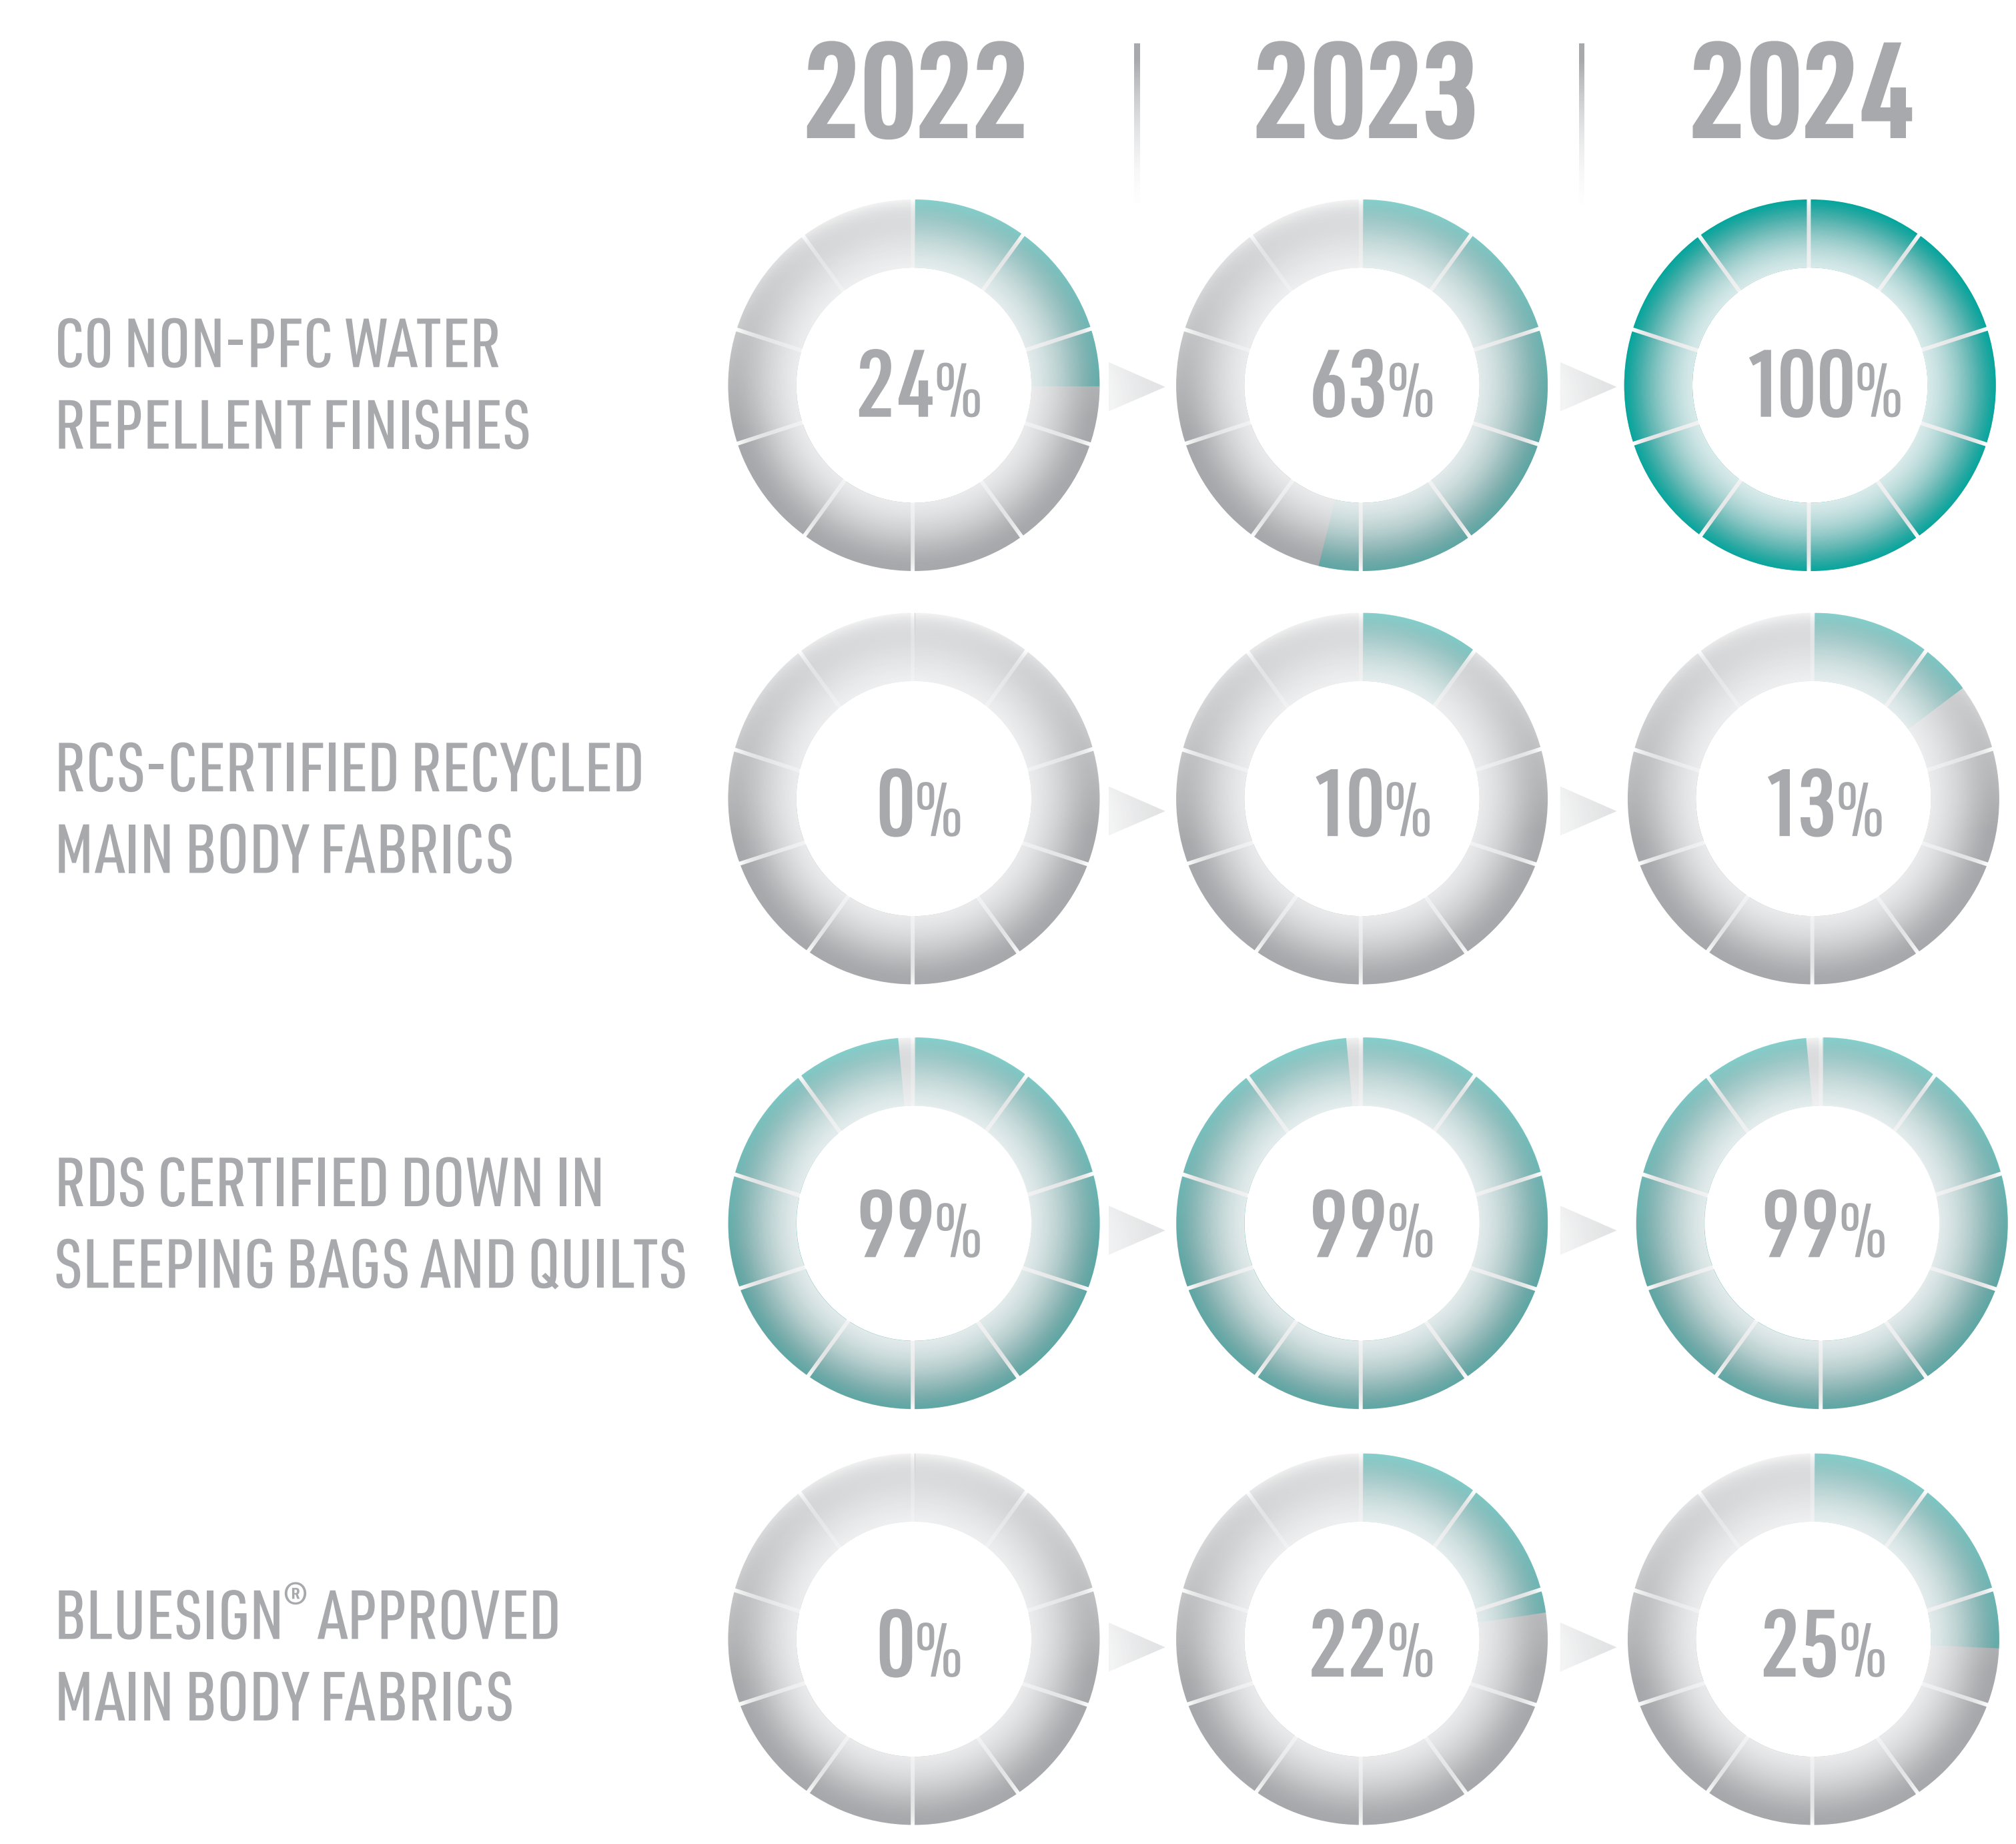 2022 2023 2024
CO NON-PFC WATER
REPELLENT FINISHES
24% 63% 100%
RCS-CERTIFIED RECYCLED
MAIN BODY FABRICS
0% 10% 13%
RDS CERTIFIED DOWN IN
SLEEPING BAGS AND QUILTS
99% 99% 99%
BLUESIGN® APPROVED
MAIN BODY FABRICS
0% 22% 25%